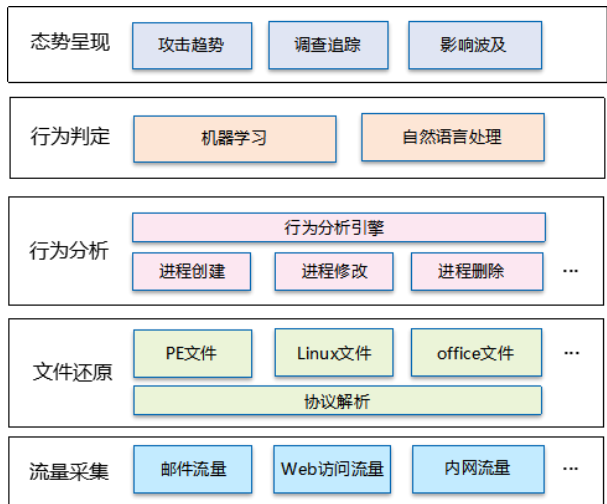 态势呈现 攻击趋势 调查追踪 影响波及
行为判定 机器学习 自然语言处理
行为分析引擎
行为分析
进程创建 进程修改 进程删除 ...
PE文件 Linux文件 office文件 ...
文件还原
协议解析
流量采集 邮件流量 Web访问流量 内网流量 ...